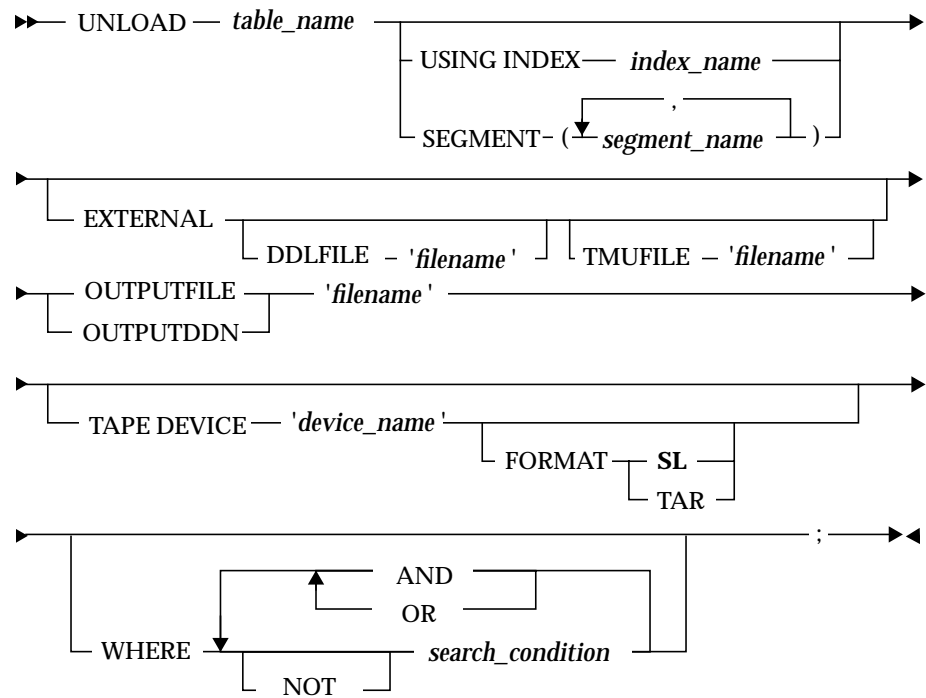 UNLOAD table_name
USING INDEX index_name
,
SEGMENT ( segment_name )
EXTERNAL
DDLFILE 'filename' TMUFILE 'filename'
OUTPUTFILE 'filename'
OUTPUTDDN
TAPE DEVICE 'device_name'
FORMAT SL
TAR
;
AND
OR
WHERE search_condition
NOT